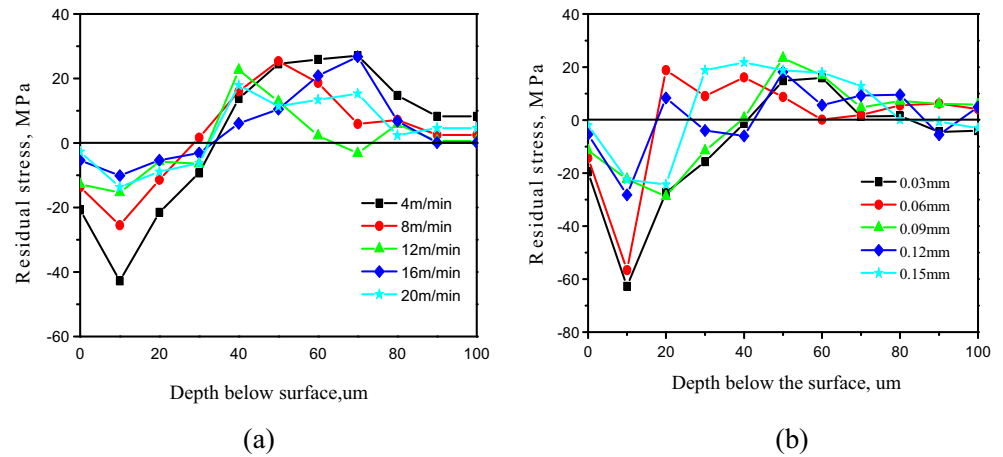 40
20
0
-20
-40
-60
Residual stress, MPa
4m/min
8m/min
12m/min
16m/min
20m/min
0 20 40 60 80 100
Depth below surface,um
(a)
40
20
0
-20
-40
-60
-80
Residual stress, MPa
0.03mm
0.06mm
0.09mm
0.12mm
0.15mm
0 20 40 60 80 100
Depth below the surface, um
(b)